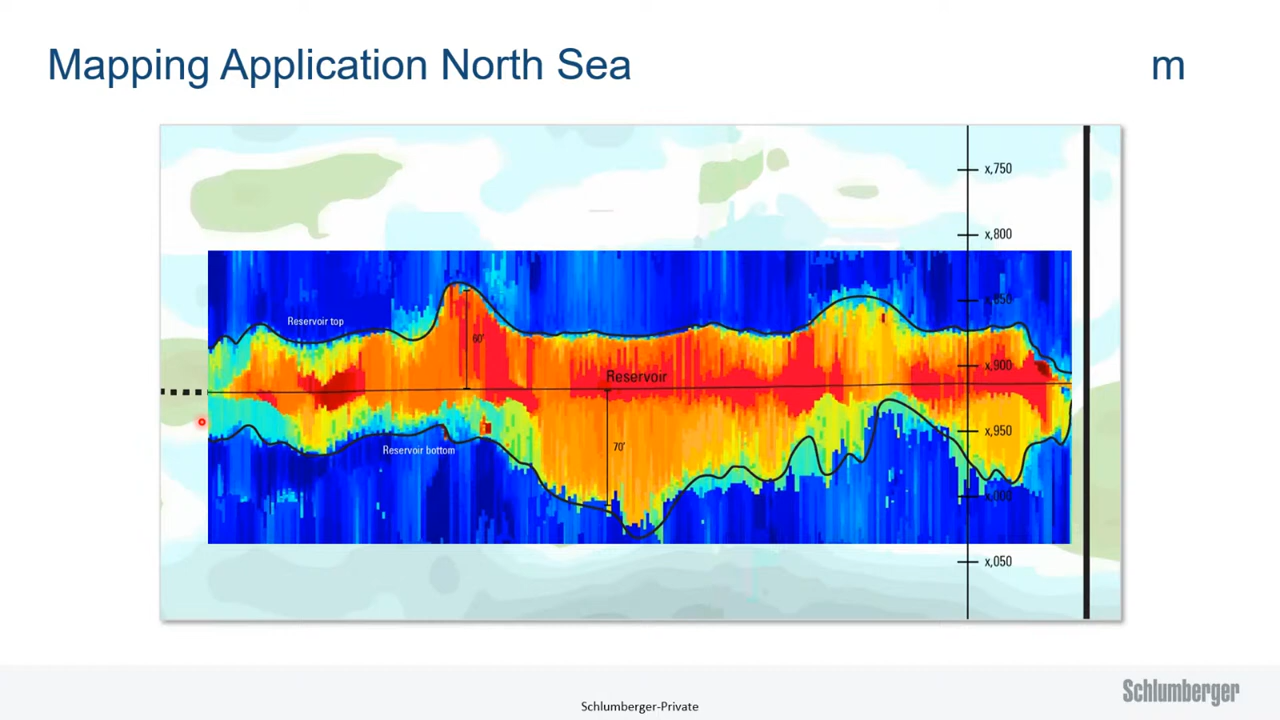 Mapping Application North Sea
m
x,750
x,800
x,850
Reservoir top
60'
x,900
Reservoir
x,950
Reservoir bottom
70'
x,000
x,050
Schlumberger
Schlumberger-Private